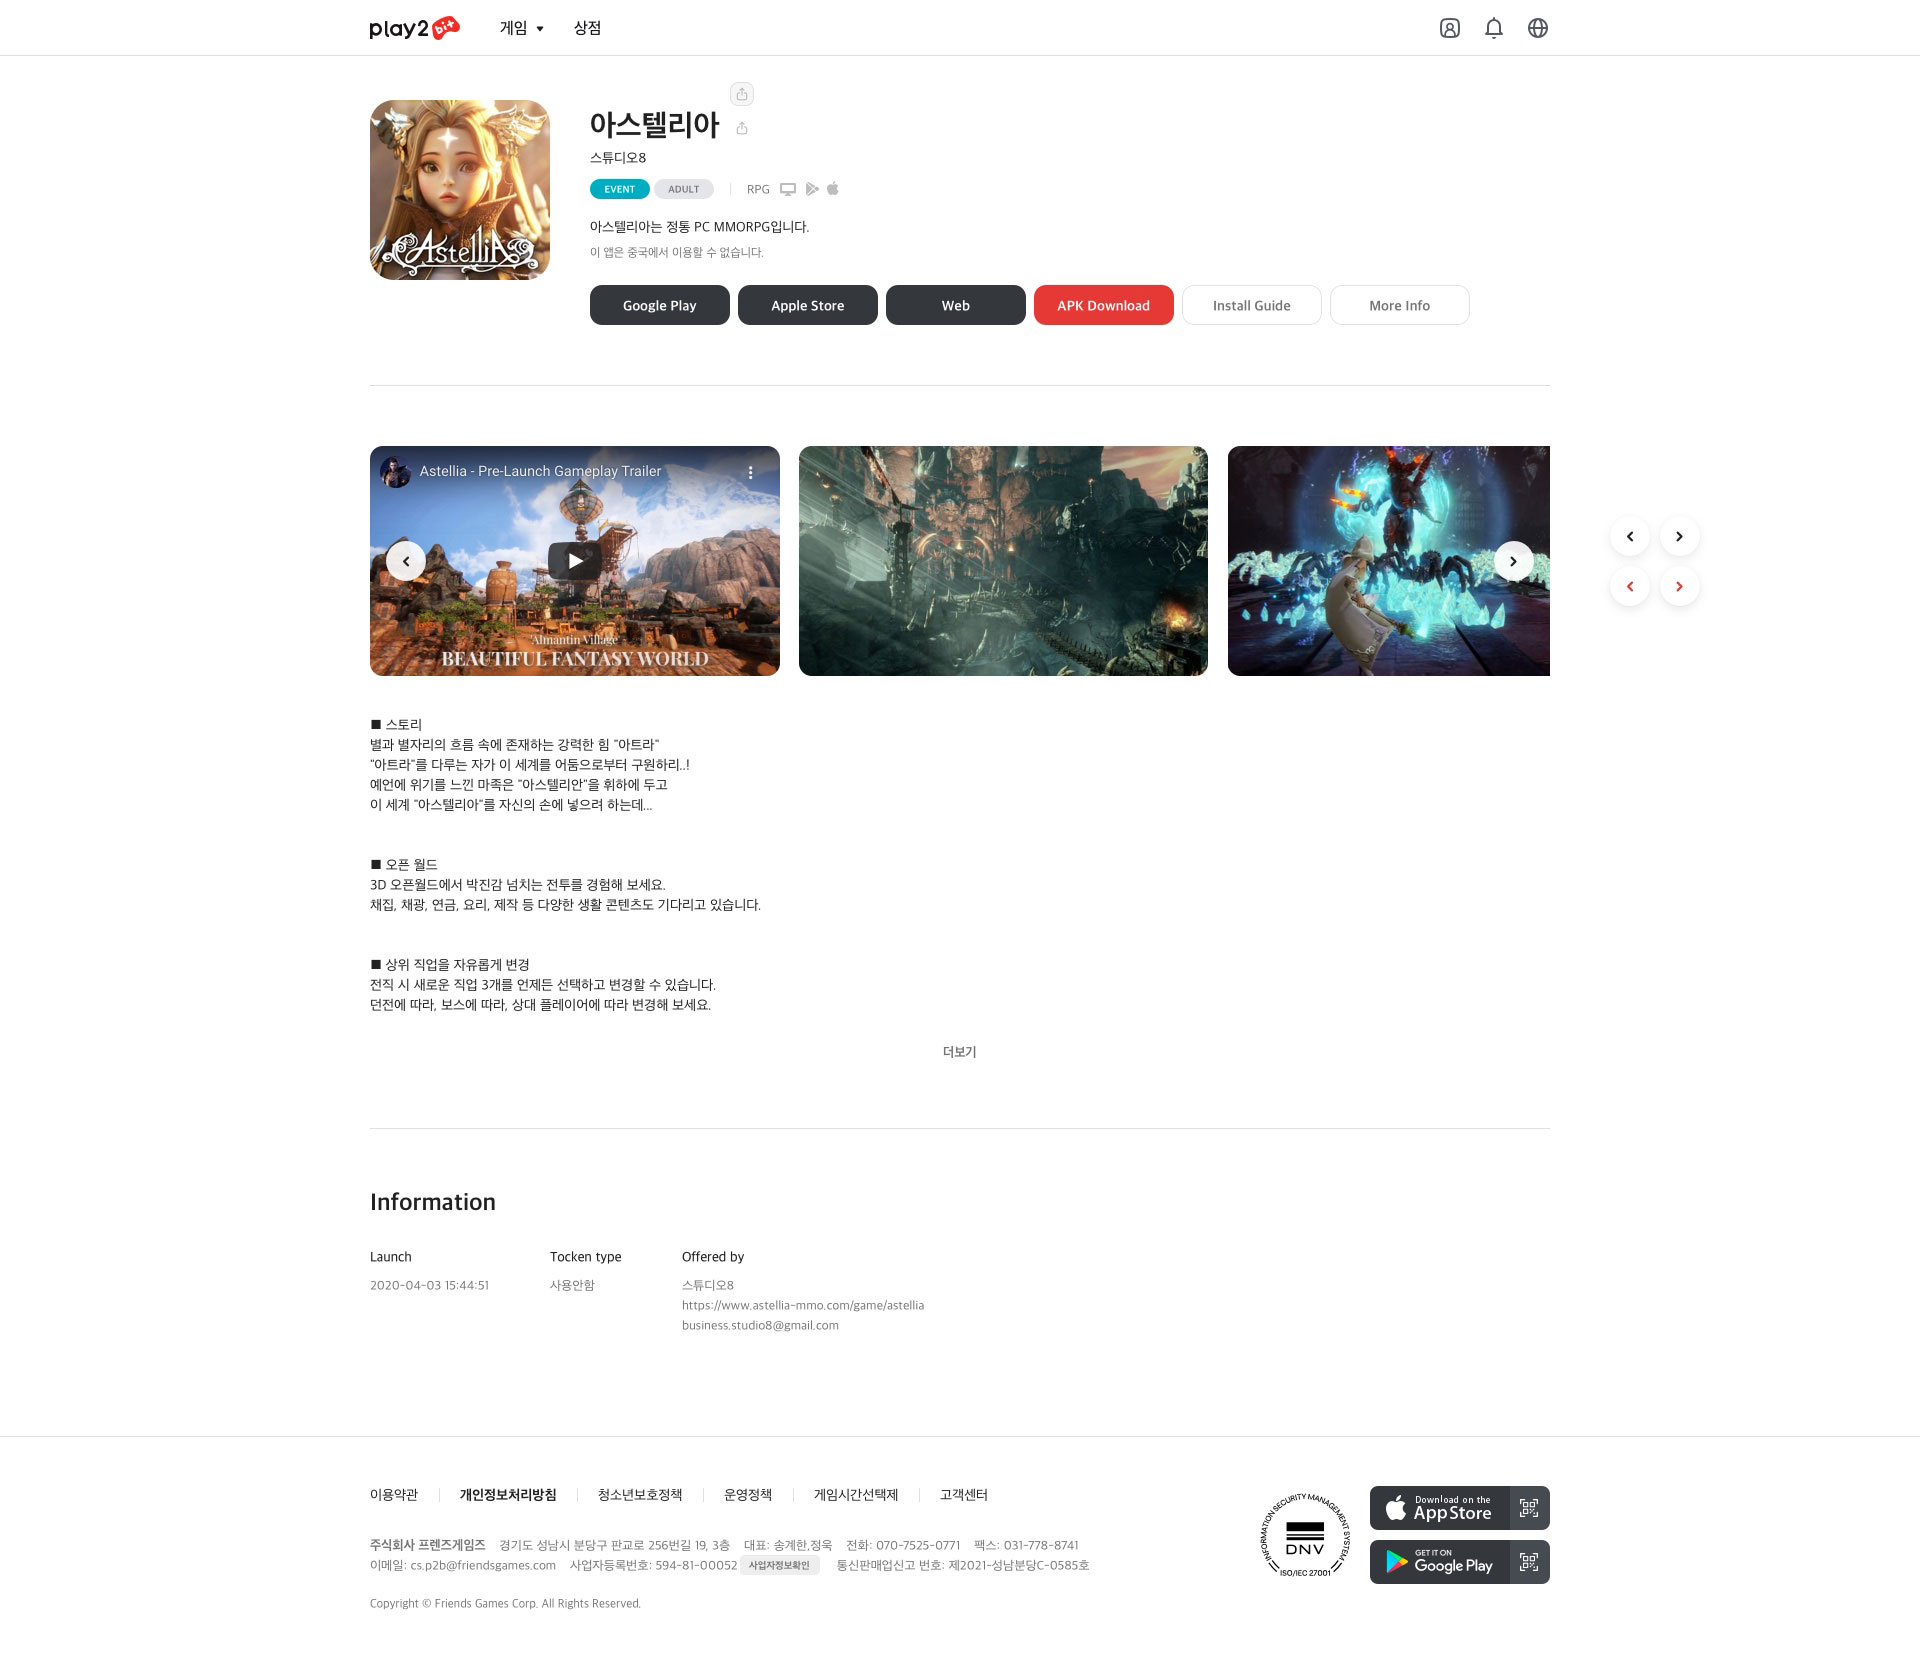 play2bit
게임
상점
아스텔리아
스튜디오8
EVENT
ADULT
RPG
아스텔리아는 정통 PC MMORPG입니다.
이 앱은 중국에서 이용할 수 없습니다.
Google Play
Apple Store
Web
APK Download
Install Guide
More Info
AstelliA
Astellia - Pre-Launch Gameplay Trailer
Almantin Village
BEAUTIFUL FANTASY WORLD
■ 스토리
별과 별자리의 흐름 속에 존재하는 강력한 힘 "아트라"
"아트라"를 다루는 자가 이 세계를 어둠으로부터 구원하리..!
예언에 위기를 느낀 마족은 "아스텔리안"을 휘하에 두고
이 세계 "아스텔리아"를 자신의 손에 넣으려 하는데...
■ 오픈 월드
3D 오픈월드에서 박진감 넘치는 전투를 경험해 보세요.
채집, 채광, 연금, 요리, 제작 등 다양한 생활 콘텐츠도 기다리고 있습니다.
■ 상위 직업을 자유롭게 변경
전직 시 새로운 직업 3개를 언제든 선택하고 변경할 수 있습니다.
던전에 따라, 보스에 따라, 상대 플레이어에 따라 변경해 보세요.
더보기
Information
Launch
2020-04-03 15:44:51
Tocken type
사용안함
Offered by
스튜디오8
https://www.astellia-mmo.com/game/astellia
business.studio8@gmail.com
이용약관
개인정보처리방침
청소년보호정책
운영정책
게임시간선택제
고객센터
주식회사 프렌즈게임즈 경기도 성남시 분당구 판교로 256번길 19, 3층 대표: 송계한,정욱 전화: 070-7525-0771 팩스: 031-778-8741
이메일: cs.p2b@friendsgames.com 사업자등록번호: 594-81-00052 사업자정보확인 통신판매업신고 번호: 제2021-성남분당C-0585호
Copyright © Friends Games Corp. All Rights Reserved.
INFORMATION SECURITY MANAGEMENT SYSTEM
DNV
ISO/IEC 27001
Download on the
App Store
GET IT ON
Google Play